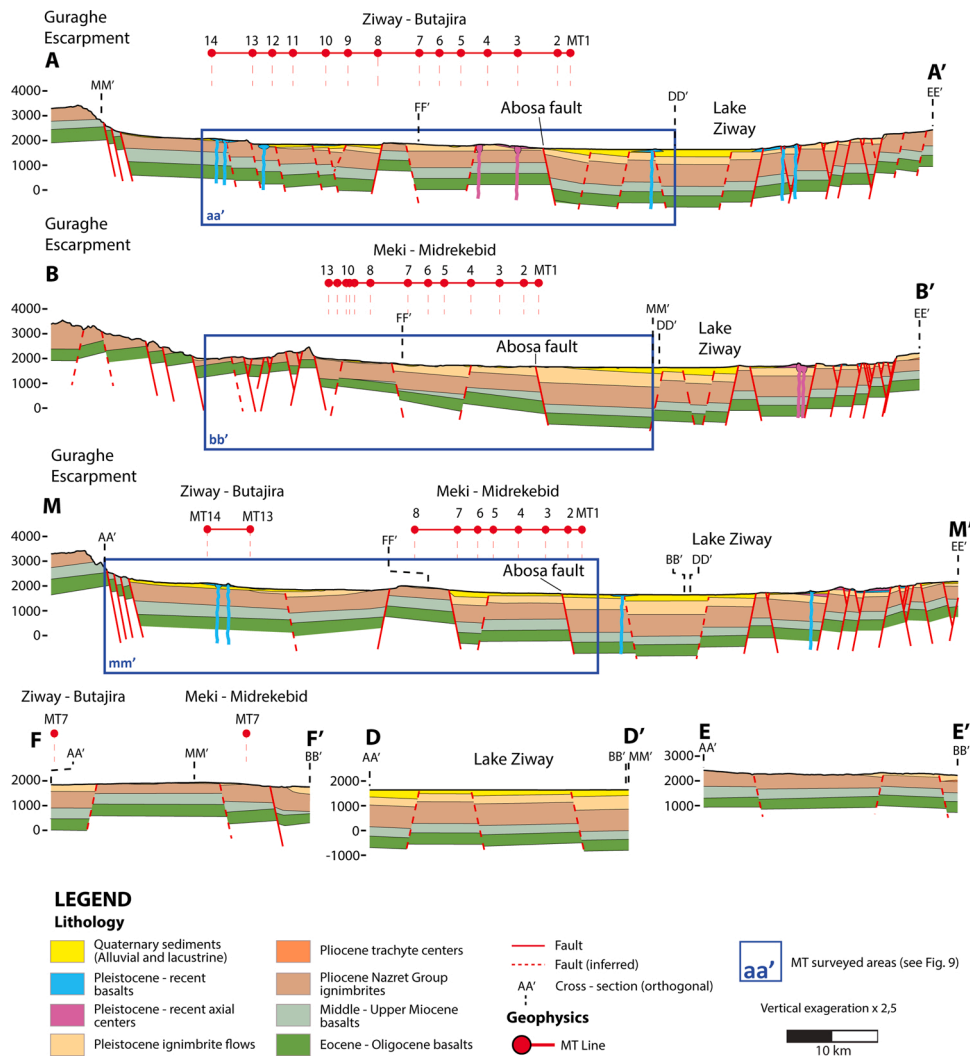 Guraghe
Escarpment
Ziway - Butajira
14 13 12 11 10 9 8 7 6 5 4 3 2 MT1
A
A'
MM'
FF'
Abosa fault
DD'
Lake
Ziway
EE'
4000
3000
2000
1000
0
aa'
Guraghe
Escarpment
Meki - Midrekebid
13 10 8 7 6 5 4 3 2 MT1
B
B'
FF'
Abosa fault
MM'
DD'
Lake
Ziway
EE'
4000
3000
2000
1000
0
bb'
Guraghe
Escarpment
Ziway - Butajira
Meki - Midrekebid
M
MT14 MT13
8 7 6 5 4 3 2 MT1
M'
AA'
FF'
Abosa fault
Lake Ziway
BB' DD'
EE'
4000
3000
2000
1000
0
mm'
Ziway - Butajira
Meki - Midrekebid
MT7
MT7
F
F'
AA'
MM'
BB'
2000
1000
0
D
D'
Lake Ziway
AA'
BB' MM'
2000
1000
0
-1000
E
E'
AA'
BB'
3000
2000
1000
LEGEND
Lithology
Quaternary sediments
(Alluvial and lacustrine)
Pleistocene - recent
basalts
Pleistocene - recent axial
centers
Pleistocene ignimbrite flows
Pliocene trachyte centers
Pliocene Nazret Group
ignimbrites
Middle - Upper Miocene
basalts
Eocene - Oligocene basalts
Fault
Fault (inferred)
AA' Cross - section (orthogonal)
Geophysics
MT Line
aa' MT surveyed areas (see Fig. 9)
Vertical exageration x 2,5
10 km